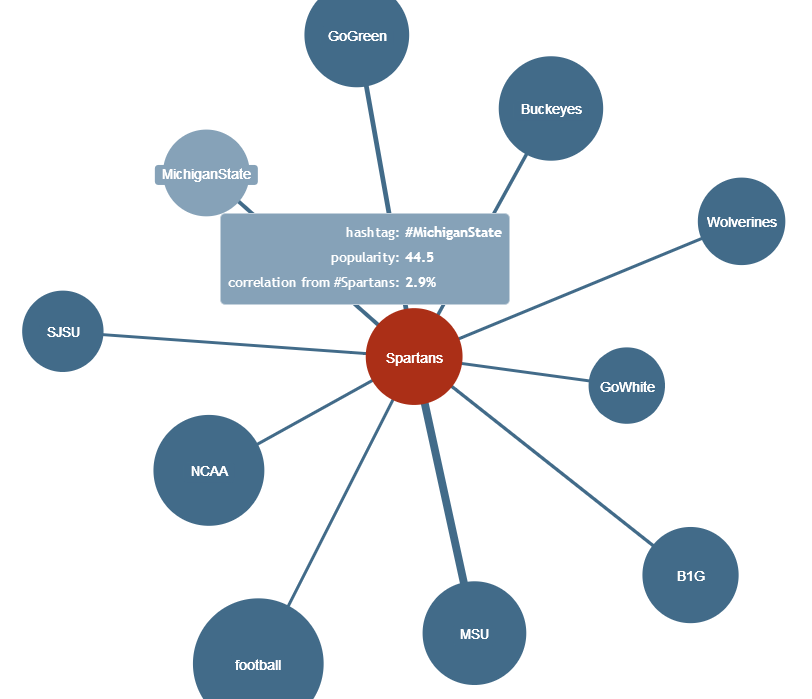 GoGreen
Buckeyes
MichiganState
Wolverines
hashtag: #MichiganState
popularity: 44.5
correlation from #Spartans: 2.9%
SJSU
Spartans
GoWhite
NCAA
B1G
MSU
football